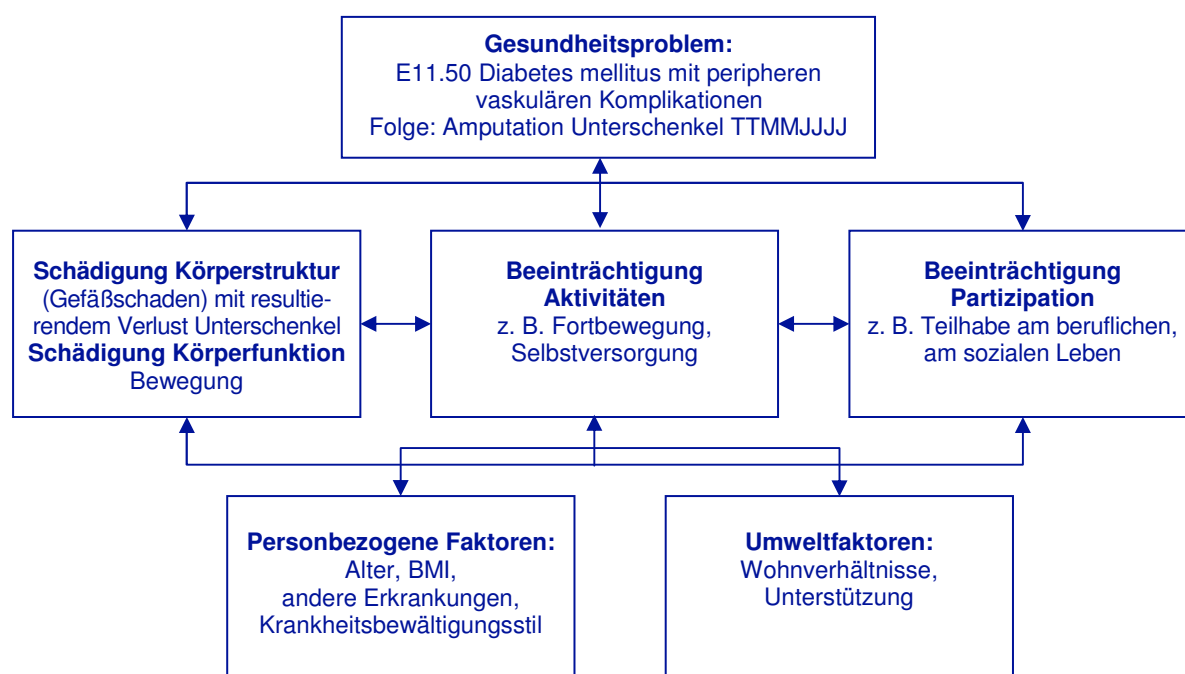 Gesundheitsproblem:
E11.50 Diabetes mellitus mit peripheren
vaskulären Komplikationen
Folge: Amputation Unterschenkel TTMMJJJJ
Schädigung Körperstruktur
(Gefäßschaden) mit resultie-
rendem Verlust Unterschenkel
Schädigung Körperfunktion
Bewegung
Beeinträchtigung
Aktivitäten
z. B. Fortbewegung,
Selbstversorgung
Beeinträchtigung
Partizipation
z. B. Teilhabe am beruflichen,
am sozialen Leben
Personbezogene Faktoren:
Alter, BMI,
andere Erkrankungen,
Krankheitsbewältigungsstil
Umweltfaktoren:
Wohnverhältnisse,
Unterstützung